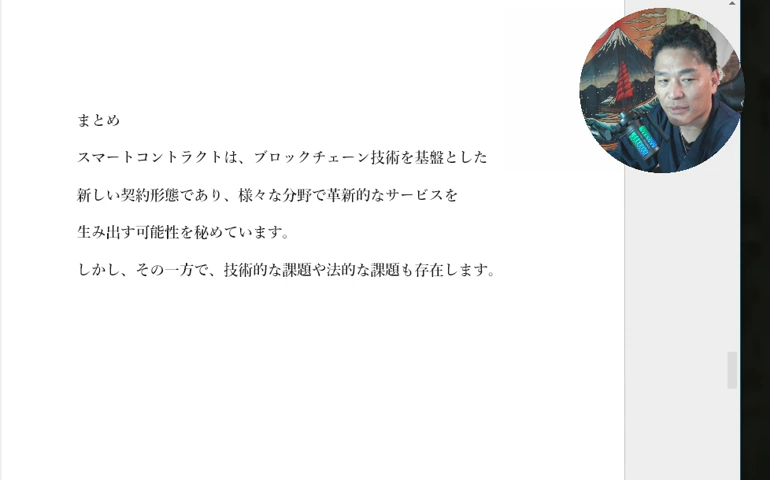 まとめ
スマートコントラクトは、ブロックチェーン技術を基盤とした
新しい契約形態であり、様々な分野で革新的なサービスを
生み出す可能性を秘めています。
しかし、その一方で、技術的な課題や法的な課題も存在します。